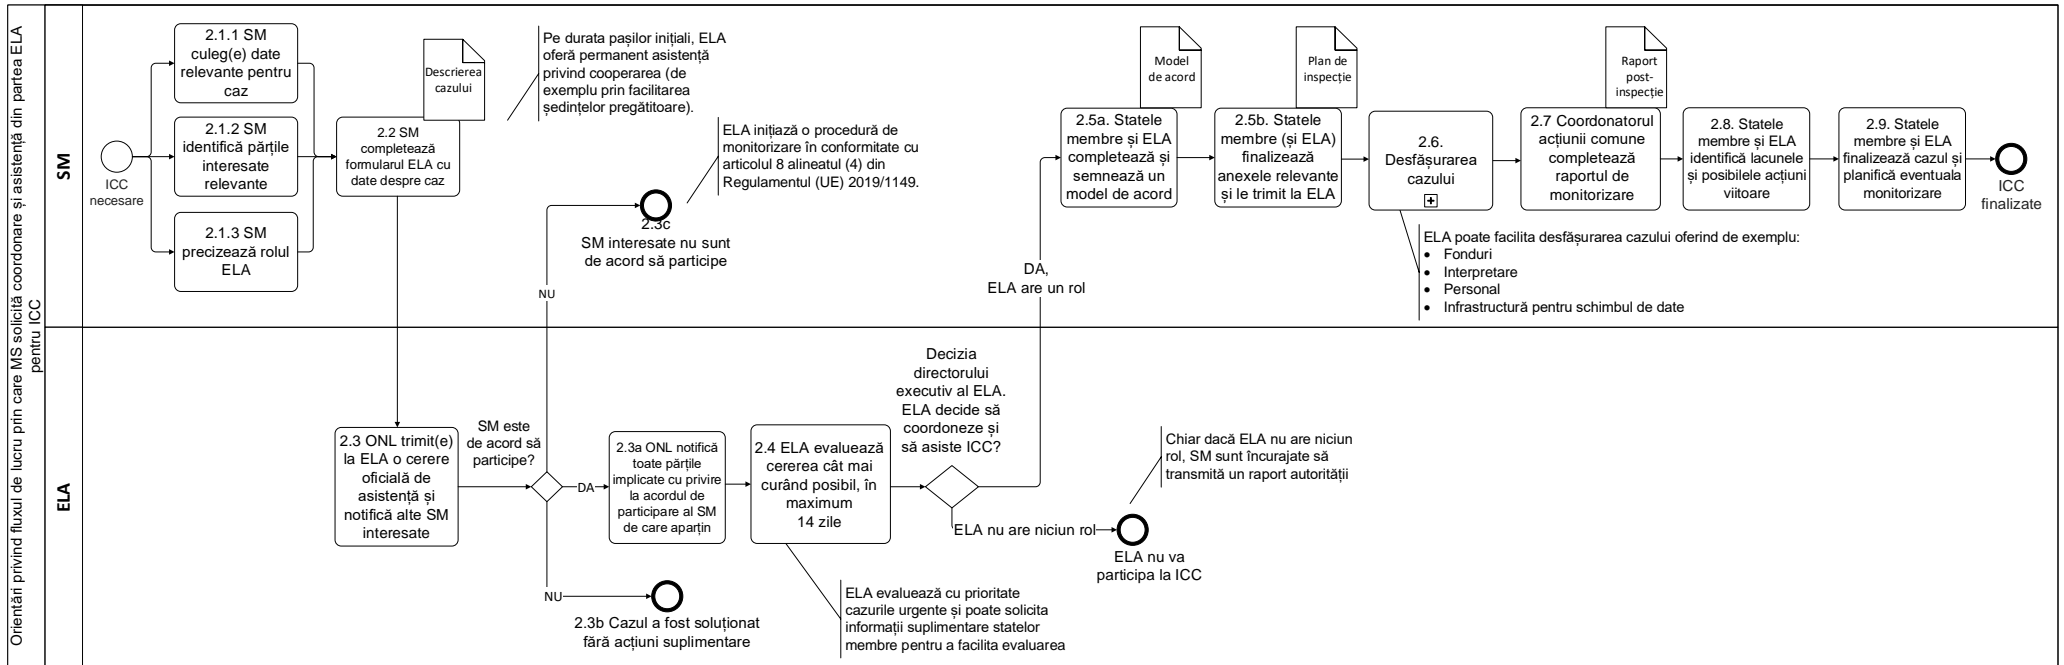 Orientări privind fluxul de lucru prin care MS solicită coordonare și asistență din partea ELA
pentru ICC
SM
ICC
necesare
2.1.1 SM
culeg(e) date
relevante pentru
caz
2.1.2 SM
identifică părțile
interesate
relevante
2.1.3 SM
precizează rolul
ELA
2.2 SM
completează
formularul ELA cu
date despre caz
Descrierea
cazului
Pe durata pașilor inițiali, ELA
oferă permanent asistență
privind cooperarea (de
exemplu prin facilitarea
ședințelor pregătitoare).
ELA inițiază o procedură de
monitorizare în conformitate cu
articolul 8 alineatul (4) din
Regulamentul (UE) 2019/1149.
2.3c
SM interesate nu sunt
de acord să participe
NU
DA,
ELA are un rol
Model
de acord
2.5a. Statele
membre și ELA
completează și
semnează un
model de acord
Plan de
inspecție
2.5b. Statele
membre (și ELA)
finalizează
anexele relevante
și le trimit la ELA
2.6.
Desfășurarea
cazului
ELA poate facilita desfășurarea cazului oferind de exemplu:
• Fonduri
• Interpretare
• Personal
• Infrastructură pentru schimbul de date
Raport
post-
inspecție
2.7 Coordonatorul
acțiunii comune
completează
raportul de
monitorizare
2.8. Statele
membre și ELA
identifică lacunele
și posibilele acțiuni
viitoare
2.9. Statele
membre și ELA
finalizează cazul și
planifică eventuala
monitorizare
ICC
finalizate
ELA
2.3 ONL trimit(e)
la ELA o cerere
oficială de
asistență și
notifică alte SM
interesate
SM este
de acord să
participe?
DA
NU
2.3b Cazul a fost soluționat
fără acțiuni suplimentare
2.3a ONL notifică
toate părțile
implicate cu privire
la acordul de
participare al SM
de care aparțin
2.4 ELA evaluează
cererea cât mai
curând posibil, în
maximum
14 zile
ELA evaluează cu prioritate
cazurile urgente și poate solicita
informații suplimentare statelor
membre pentru a facilita evaluarea
Decizia
directorului
executiv al ELA.
ELA decide să
coordoneze și
să asiste ICC?
ELA nu are niciun rol
ELA nu va
participa la ICC
Chiar dacă ELA nu are niciun
rol, SM sunt încurajate să
transmită un raport autorității